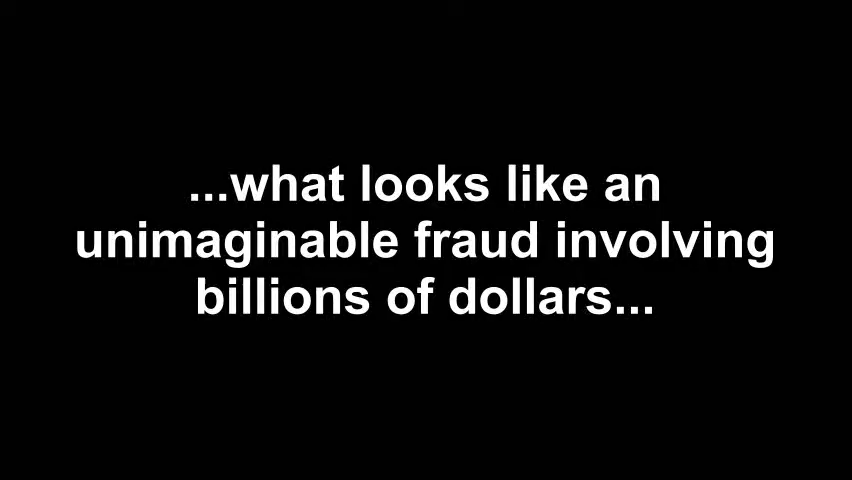 ...what looks like an
unimaginable fraud involving
billions of dollars...